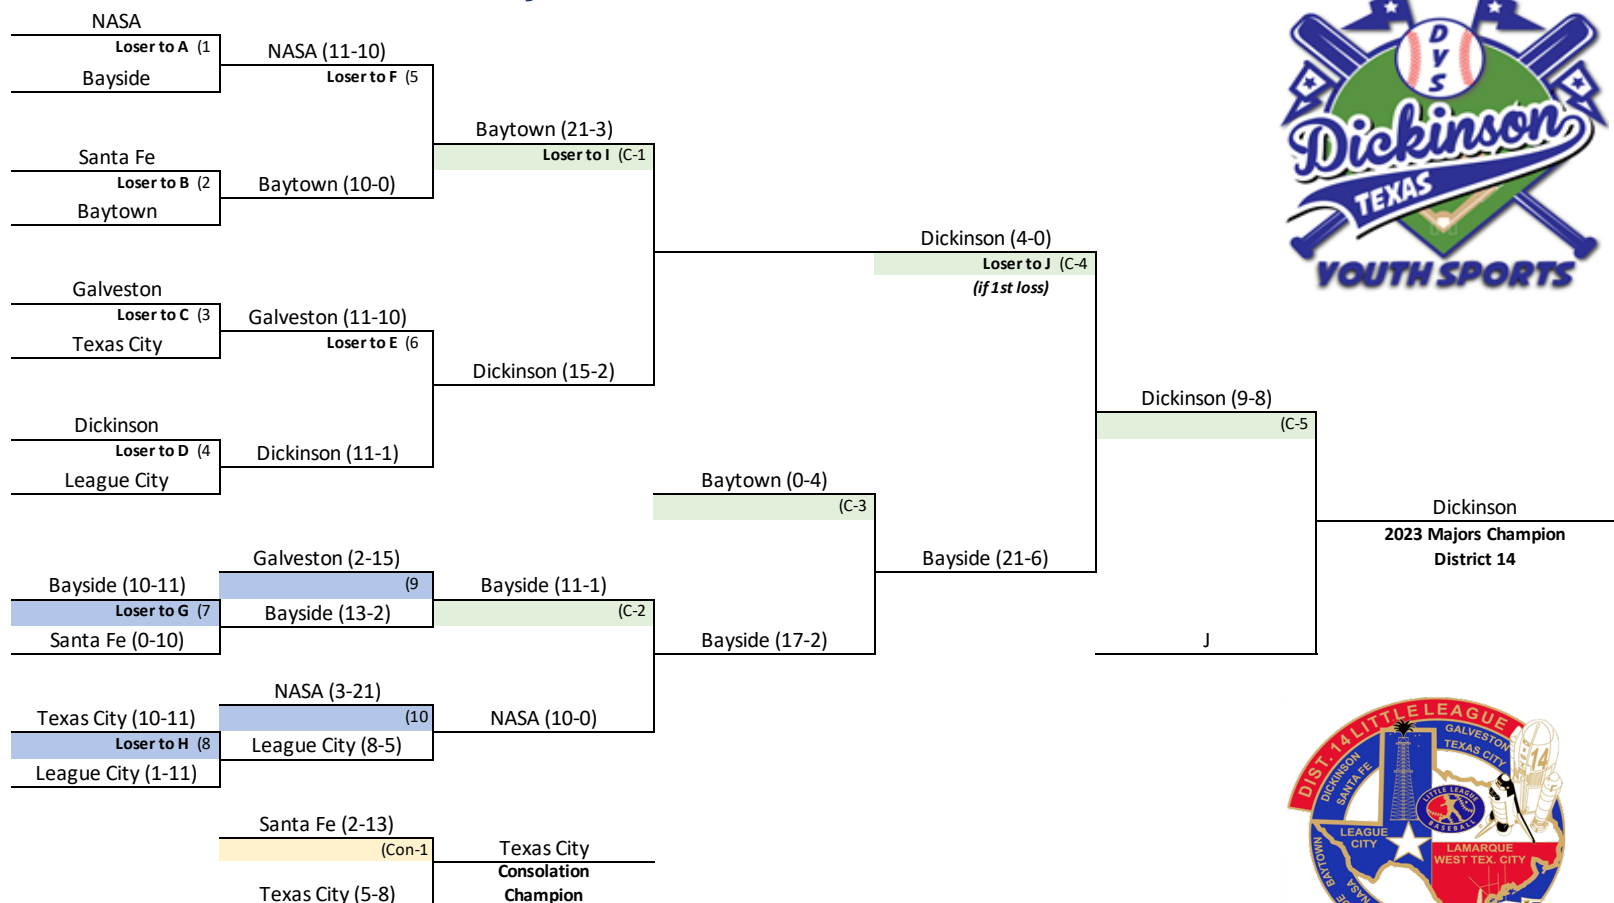 NASA
Loser to A (1
Bayside
NASA (11-10)
Loser to F (5
Santa Fe
Loser to B (2
Baytown
Baytown (10-0)
Baytown (21-3)
Loser to I (C-1
Galveston
Loser to C (3
Texas City
Galveston (11-10)
Loser to E (6
Dickinson
Loser to D (4
League City
Dickinson (11-1)
Dickinson (15-2)
Dickinson (4-0)
Loser to J (C-4
(if 1st loss)
Bayside (10-11)
Loser to G (7
Santa Fe (0-10)
Galveston (2-15)
(9
Bayside (13-2)
Bayside (11-1)
(C-2
Texas City (10-11)
Loser to H (8
League City (1-11)
NASA (3-21)
(10
League City (8-5)
NASA (10-0)
Baytown (0-4)
(C-3
Bayside (17-2)
Bayside (21-6)
Dickinson (9-8)
(C-5
J
Dickinson
2023 Majors Champion
District 14
Santa Fe (2-13)
(Con-1
Texas City (5-8)
Texas City
Consolation
Champion
D
V
S
Dickinson
TEXAS
YOUTH SPORTS
DIST. 14 LITTLE LEAGUE
DICKINSON
SANTA FE
GALVESTON
TEXAS CITY
14
LITTLE LEAGUE
BASEBALL
LEAGUE
CITY
LAMARQUE
WEST TEX. CITY
BAYTOWN
NASA